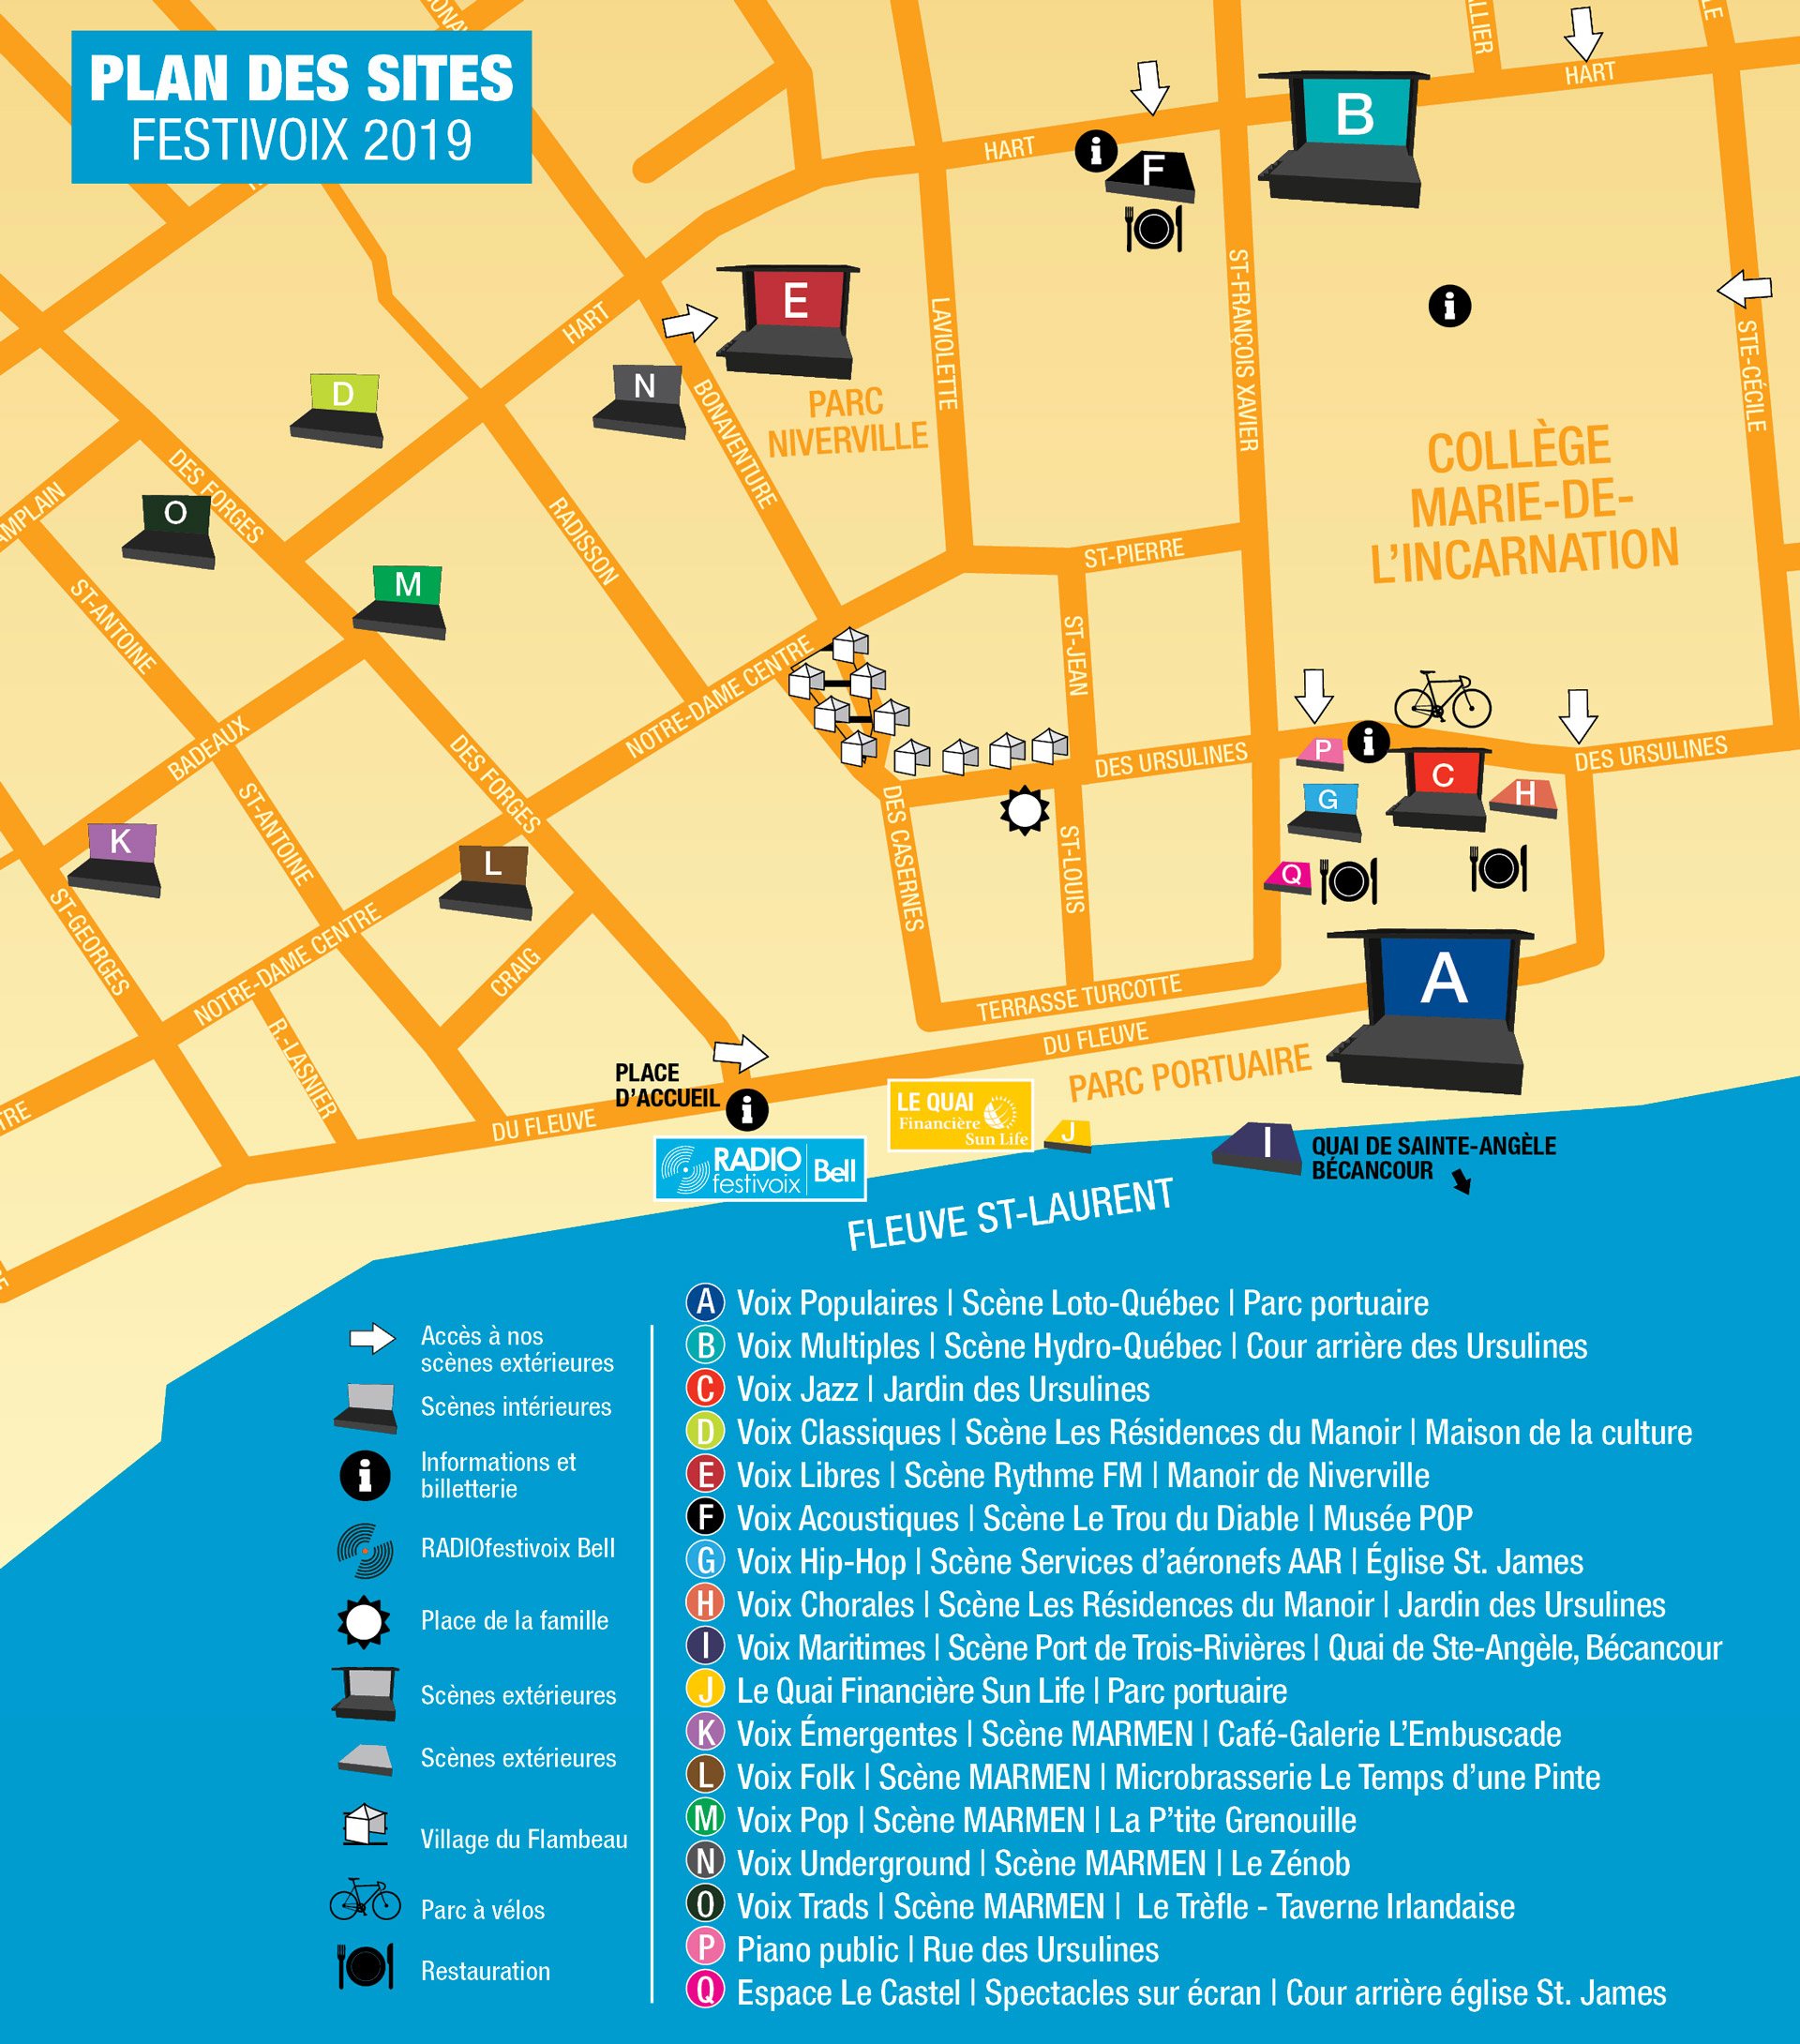 PLAN DES SITES
FESTIVOIX 2019
LLIER
LE
HART
HART
B
F
E
HART
LAVIOLETTE
ST-FRANÇOIS XAVIER
STE-CÉCILE
D
N
PARC
NIVERVILLE
BONAVENTURE
COLLÈGE
MARIE-DE-
L'INCARNATION
AMPLAIN
DES FORGES
O
RADISSON
M
ST-PIERRE
ST-ANTOINE
ST-JEAN
NOTRE-DAME CENTRE
BADEAUX
DES FORGES
DES URSULINES
DES URSULINES
P
C
G
H
Q
K
L
ST-ANTOINE
DES CASERNES
ST-LOUIS
ST-GEORGES
NOTRE-DAME CENTRE
CRAIG
A
TERRASSE TURCOTTE
DU FLEUVE
R.-LASNIER
PARC PORTUAIRE
PLACE
D'ACCUEIL
TRE
DU FLEUVE
LE QUAI
Financière
Sun Life
J
I
QUAI DE SAINTE-ANGÈLE
BÉCANCOUR
RADIO
festivoix
Bell
FLEUVE ST-LAURENT
Accès à nos
scènes extérieures
Scènes intérieures
Informations et
billetterie
RADIOfestivoix Bell
Place de la famille
Scènes extérieures
Scènes extérieures
Village du Flambeau
Parc à vélos
Restauration
A Voix Populaires | Scène Loto-Québec | Parc portuaire
B Voix Multiples | Scène Hydro-Québec | Cour arrière des Ursulines
C Voix Jazz | Jardin des Ursulines
D Voix Classiques | Scène Les Résidences du Manoir | Maison de la culture
E Voix Libres | Scène Rythme FM | Manoir de Niverville
F Voix Acoustiques | Scène Le Trou du Diable | Musée POP
G Voix Hip-Hop | Scène Services d'aéronefs AAR | Église St. James
H Voix Chorales | Scène Les Résidences du Manoir | Jardin des Ursulines
I Voix Maritimes | Scène Port de Trois-Rivières | Quai de Ste-Angèle, Bécancour
J Le Quai Financière Sun Life | Parc portuaire
K Voix Émergentes | Scène MARMEN | Café-Galerie L'Embuscade
L Voix Folk | Scène MARMEN | Microbrasserie Le Temps d'une Pinte
M Voix Pop | Scène MARMEN | La P'tite Grenouille
N Voix Underground | Scène MARMEN | Le Zénob
O Voix Trads | Scène MARMEN | Le Trèfle - Taverne Irlandaise
P Piano public | Rue des Ursulines
Q Espace Le Castel | Spectacles sur écran | Cour arrière église St. James